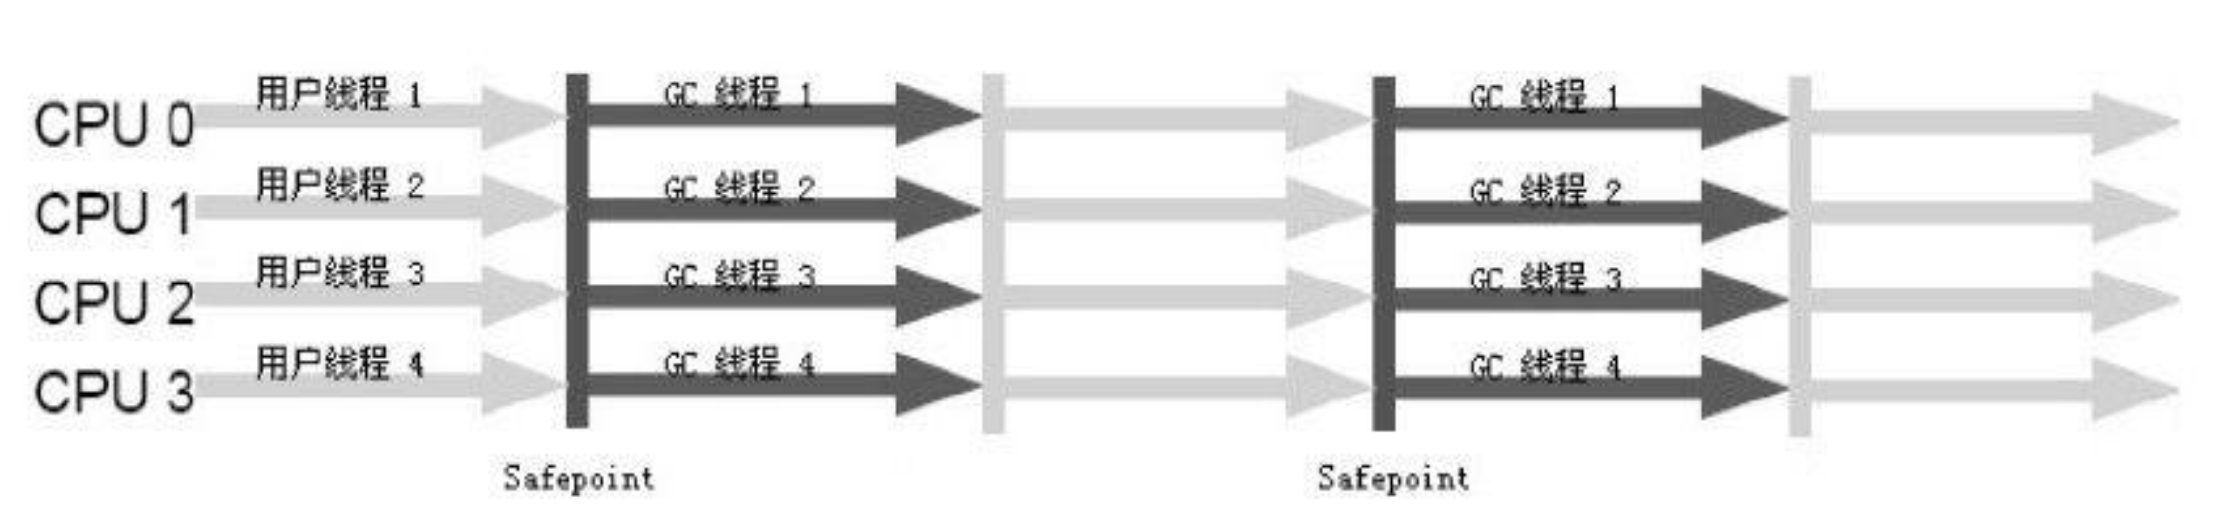 CPU 0 用户线程 1 GC 线程 1 GC 线程 1
CPU 1 用户线程 2 GC 线程 2 GC 线程 2
CPU 2 用户线程 3 GC 线程 3 GC 线程 3
CPU 3 用户线程 4 GC 线程 4 GC 线程 4
Safepoint Safepoint